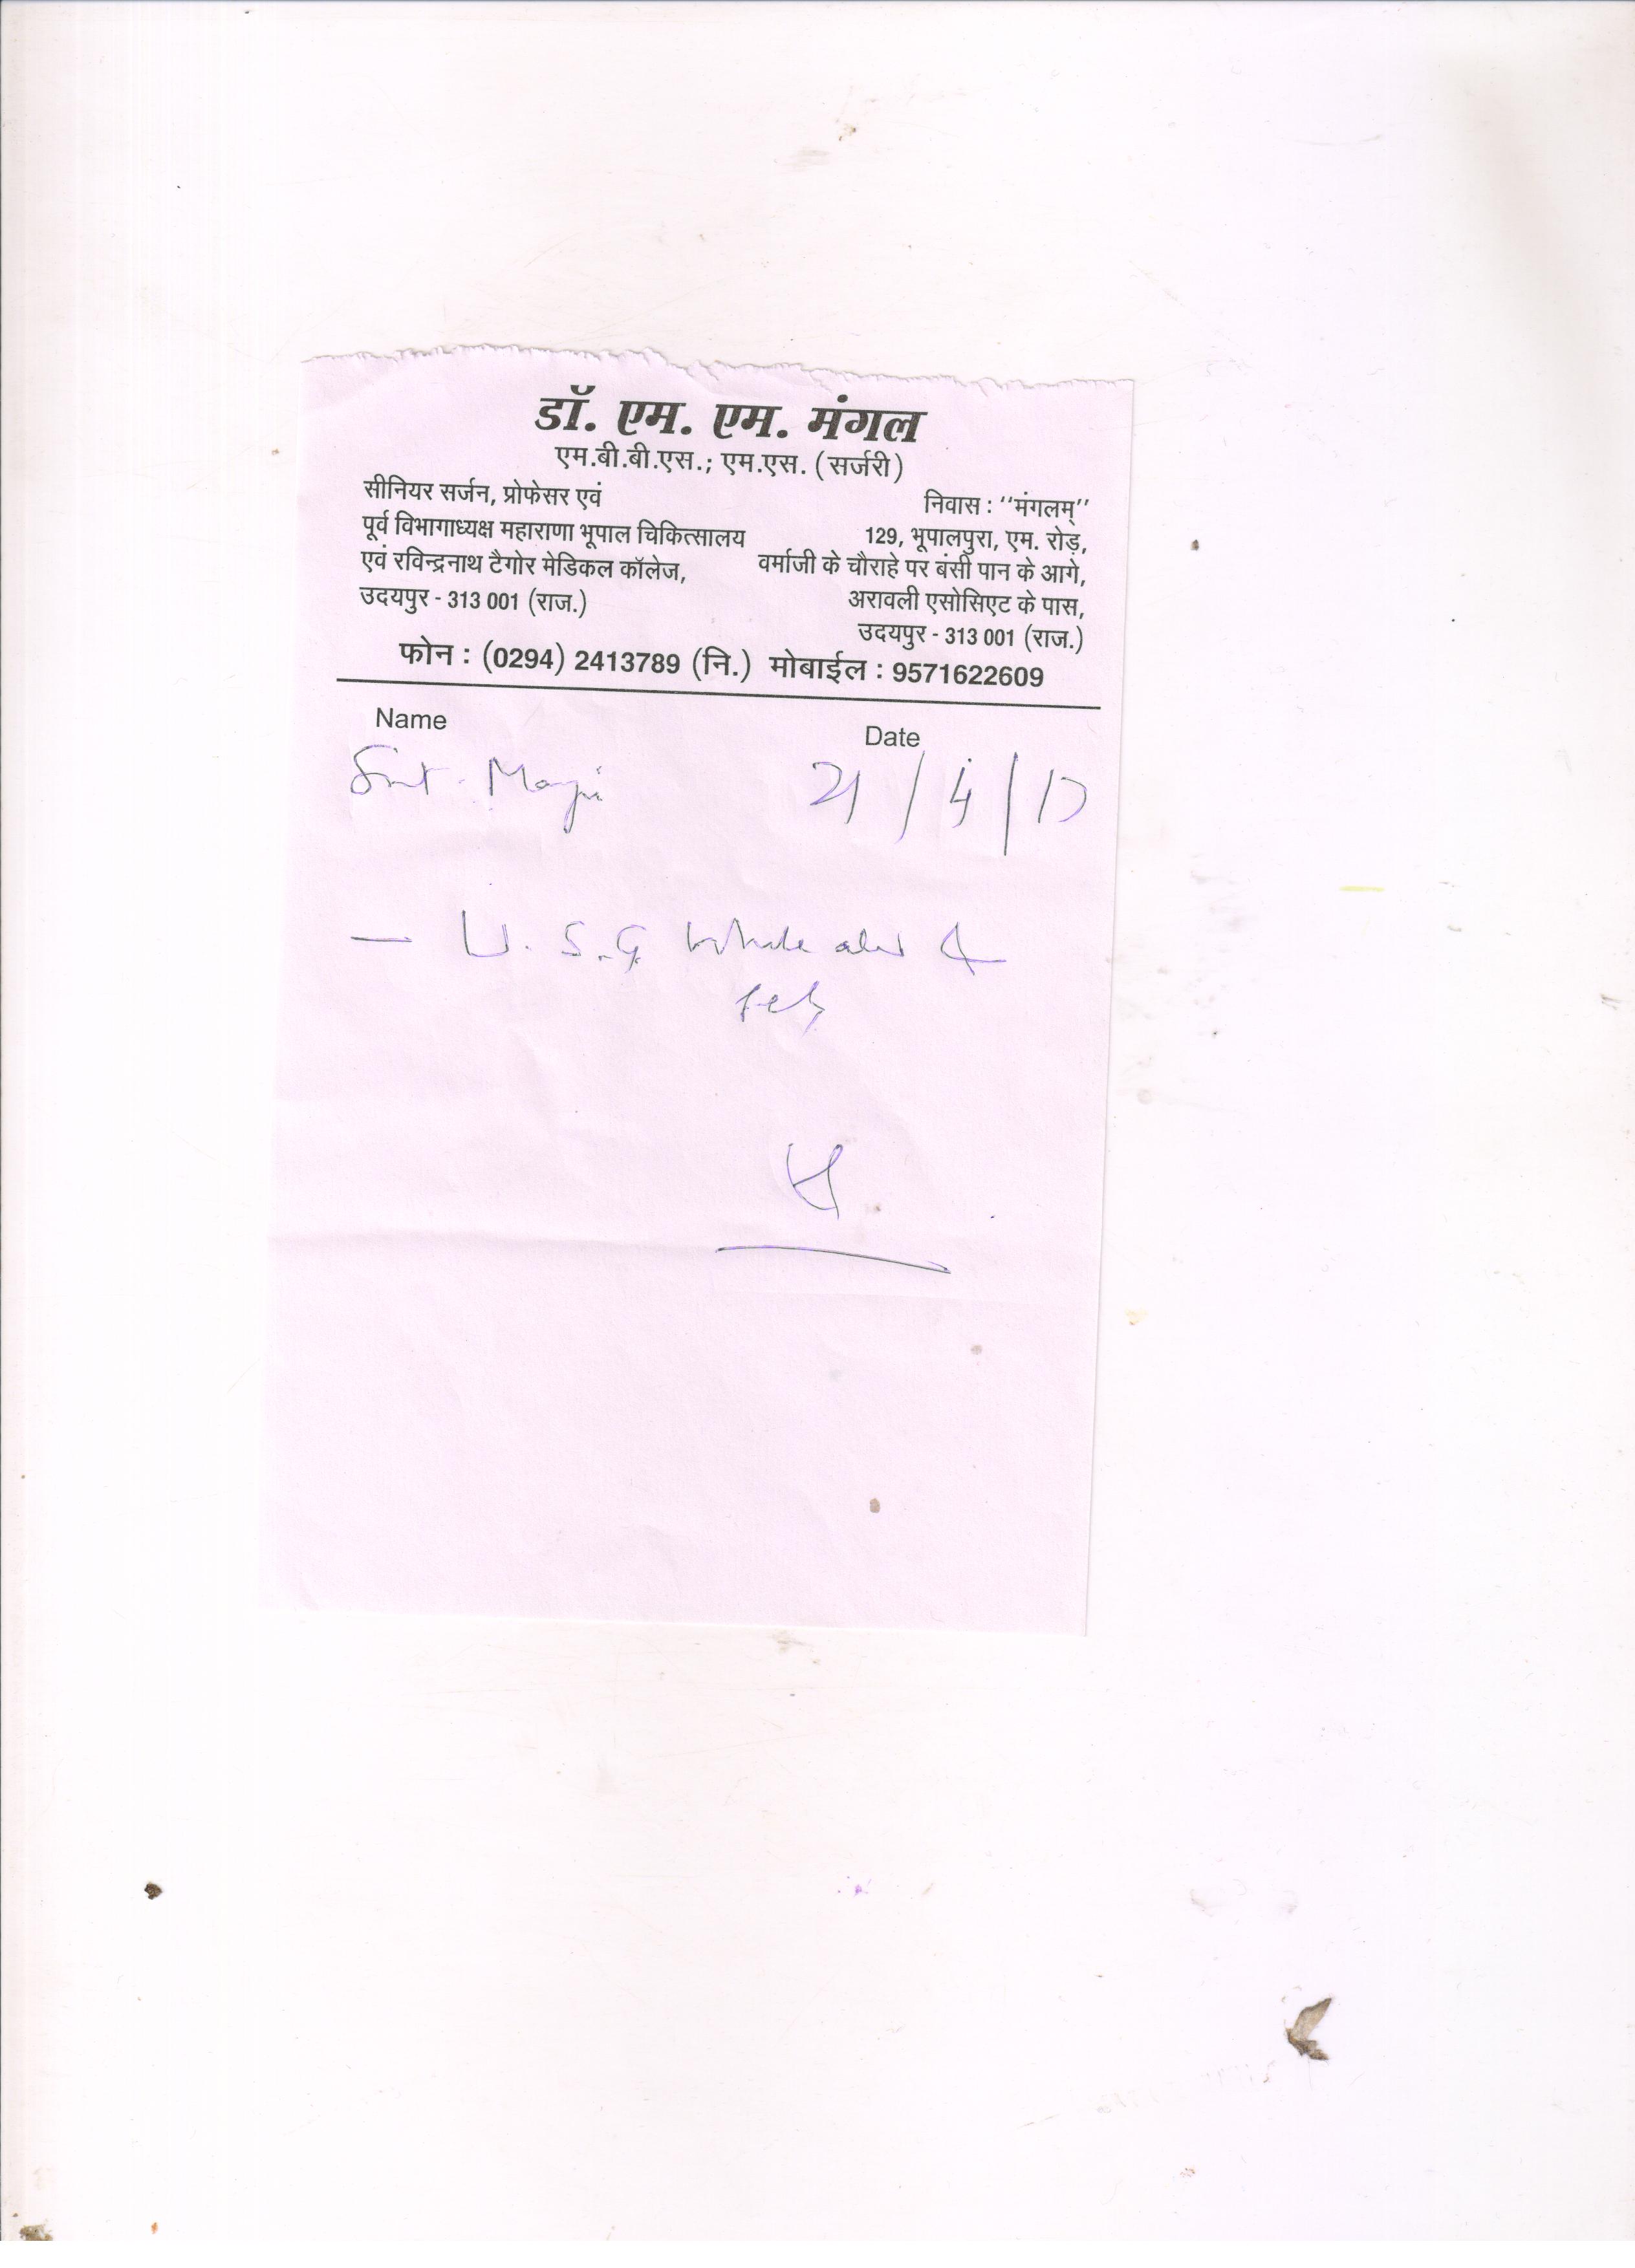 डॉ. एम. एम. मंगल
एम.बी.बी.एस.; एम.एस. (सर्जरी)
सीनियर सर्जन, प्रोफेसर एवं
पूर्व विभागाध्यक्ष महाराणा भूपाल चिकित्सालय
एवं रविन्द्रनाथ टैगोर मेडिकल कॉलेज,
उदयपुर - 313 001 (राज.)
निवास : ''मंगलम्''
129, भूपालपुरा, एम. रोड़,
वर्माजी के चौराहे पर बंसी पान के आगे,
अरावली एसोसिएट के पास,
उदयपुर - 313 001 (राज.)
फोन : (0294) 2413789 (नि.) मोबाईल : 9571622609
Name
Date
Smt.
21/4/17
- U.S.G Whole abd &